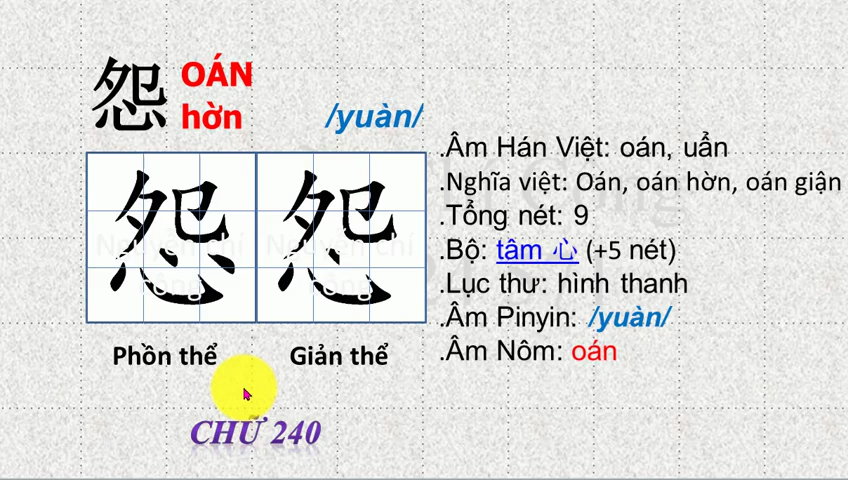 怨 OÁN
hờn /yuàn/
怨 怨
Phồn thể Giản thể
CHỮ 240
.Âm Hán Việt: oán, uẩn
.Nghĩa việt: Oán, oán hờn, oán giận
.Tổng nét: 9
.Bộ: tâm 心 (+5 nét)
.Lục thư: hình thanh
.Âm Pinyin: /yuàn/
.Âm Nôm: oán